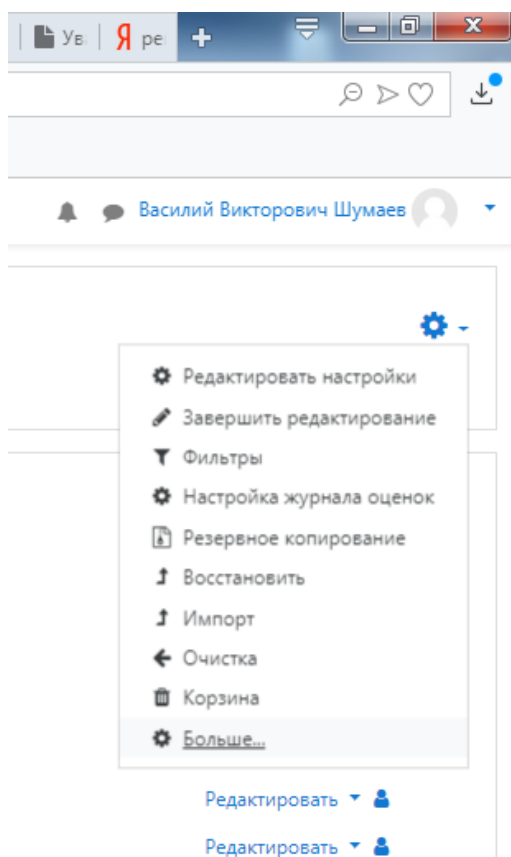 Ув
Я ре
Василий Викторович Шумаев
Редактировать настройки
Завершить редактирование
Фильтры
Настройка журнала оценок
Резервное копирование
Восстановить
Импорт
Очистка
Корзина
Больше...
Редактировать
Редактировать